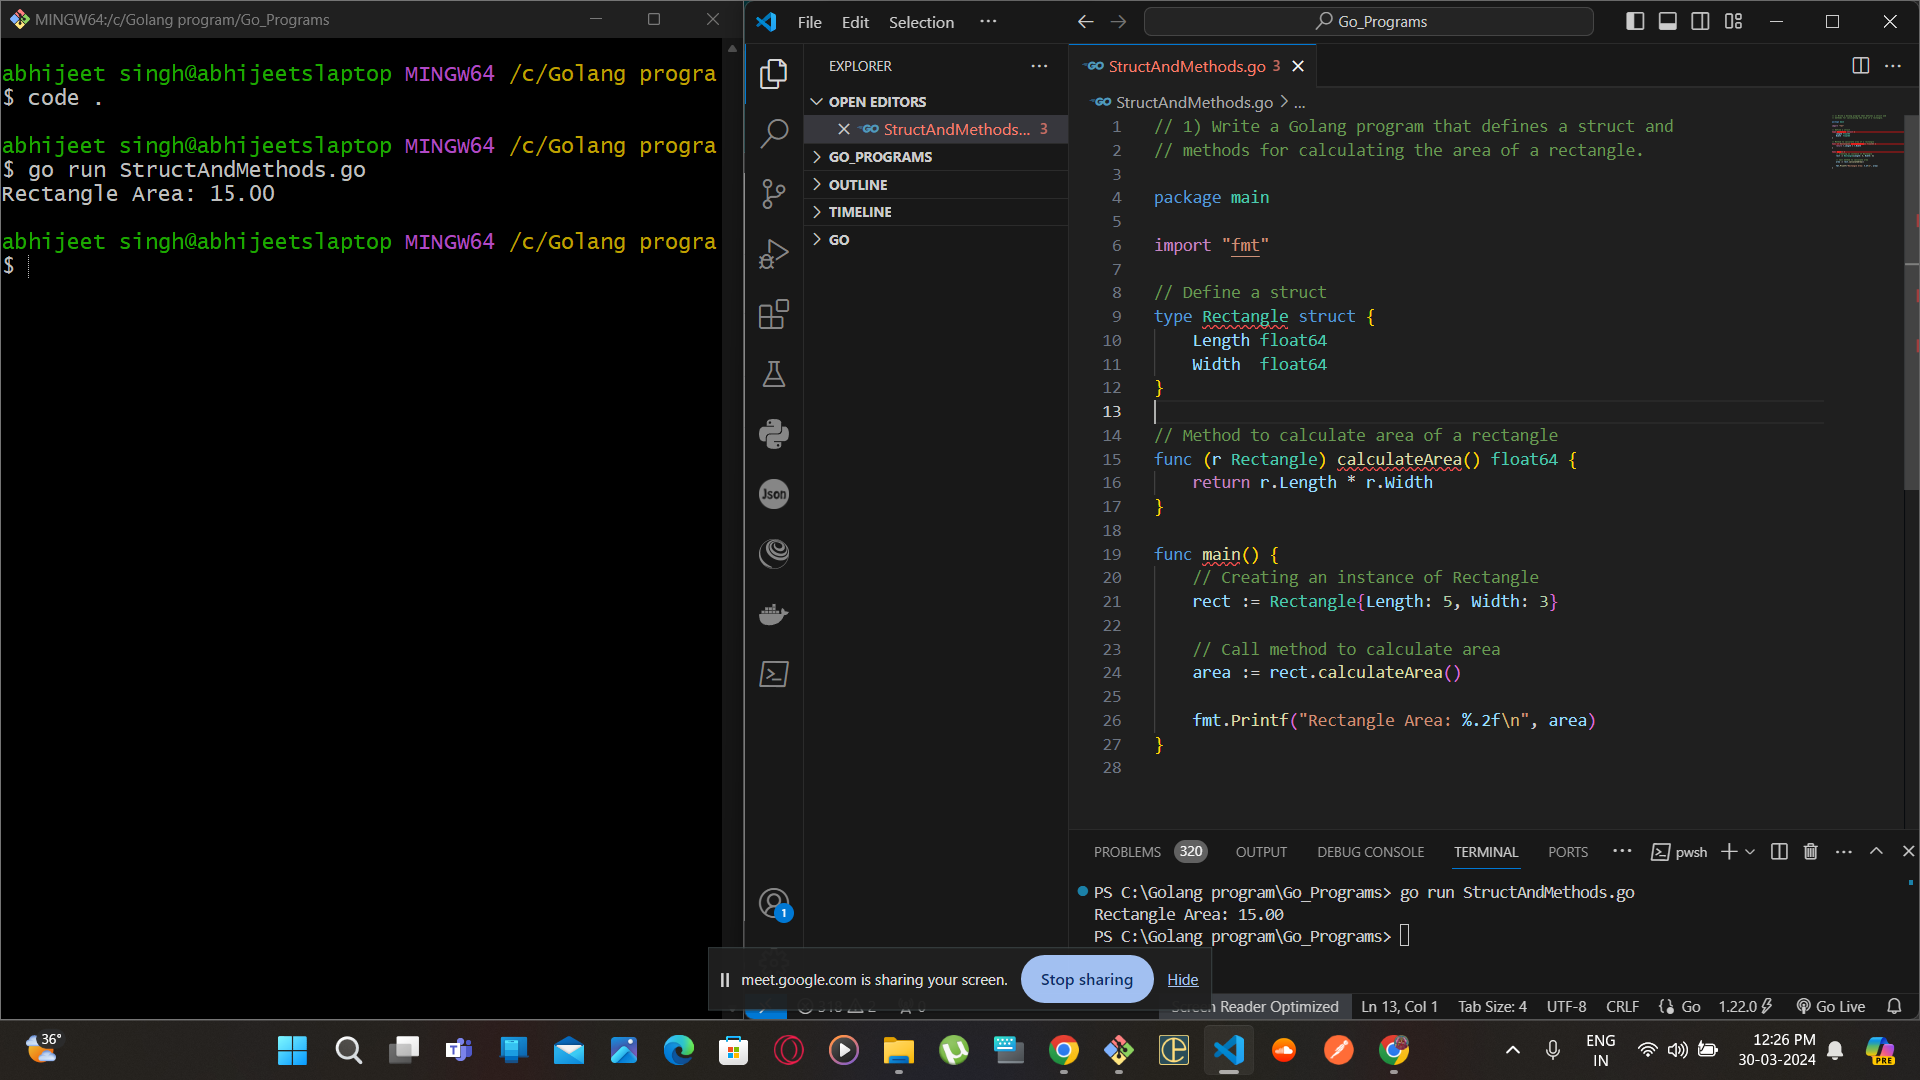 MINGW64:/c/Golang program/Go_Programs
abhijeet singh@abhijeetslaptop MINGW64 /c/Golang progra
$ code .
abhijeet singh@abhijeetslaptop MINGW64 /c/Golang progra
$ go run StructAndMethods.go
Rectangle Area: 15.00
abhijeet singh@abhijeetslaptop MINGW64 /c/Golang progra
$
File Edit Selection ···
Go_Programs
EXPLORER
OPEN EDITORS
StructAndMethods... 3
GO_PROGRAMS
OUTLINE
TIMELINE
GO
Json
1
GO StructAndMethods.go 3
GO StructAndMethods.go > ...
1 // 1) Write a Golang program that defines a struct and
2 // methods for calculating the area of a rectangle.
3
4 package main
5
6 import "fmt"
7
8 // Define a struct
9 type Rectangle struct {
10 Length float64
11 Width  float64
12 }
13
14 // Method to calculate area of a rectangle
15 func (r Rectangle) calculateArea() float64 {
16 return r.Length * r.Width
17 }
18
19 func main() {
20 // Creating an instance of Rectangle
21 rect := Rectangle{Length: 5, Width: 3}
22
23 // Call method to calculate area
24 area := rect.calculateArea()
25
26 fmt.Printf("Rectangle Area: %.2f\n", area)
27 }
28
PROBLEMS 320 OUTPUT DEBUG CONSOLE TERMINAL PORTS ··· pwsh
PS C:\Golang program\Go_Programs> go run StructAndMethods.go
Rectangle Area: 15.00
PS C:\Golang program\Go_Programs>
meet.google.com is sharing your screen. Stop sharing Hide
Screen Reader Optimized Ln 13, Col 1 Tab Size: 4 UTF-8 CRLF Go 1.22.0 Go Live
36°
ENG
IN
12:26 PM
30-03-2024
PRE